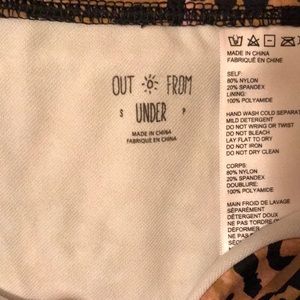 OUT FROM
S UNDER P
MADE IN CHINA
FABRIQUÉ EN CHINE
MADE IN CHINA
FABRIQUÉ EN CHINE
SELF:
80% NYLON
20% SPANDEX
LINING:
100% POLYAMIDE
HAND WASH COLD SEPARAT
MILD DETERGENT
DO NOT WRING OR TWIST
DO NOT BLEACH
LAY FLAT TO DRY
DO NOT IRON
DO NOT DRY CLEAN
CORPS:
80% NYLON
20% SPANDEX
DOUBLURE:
100% POLYAMIDE
MAIN FROID DE LAVAGE
SÉPARÉMENT
DÉTERGENT DOUX
NE PAS TORDRE